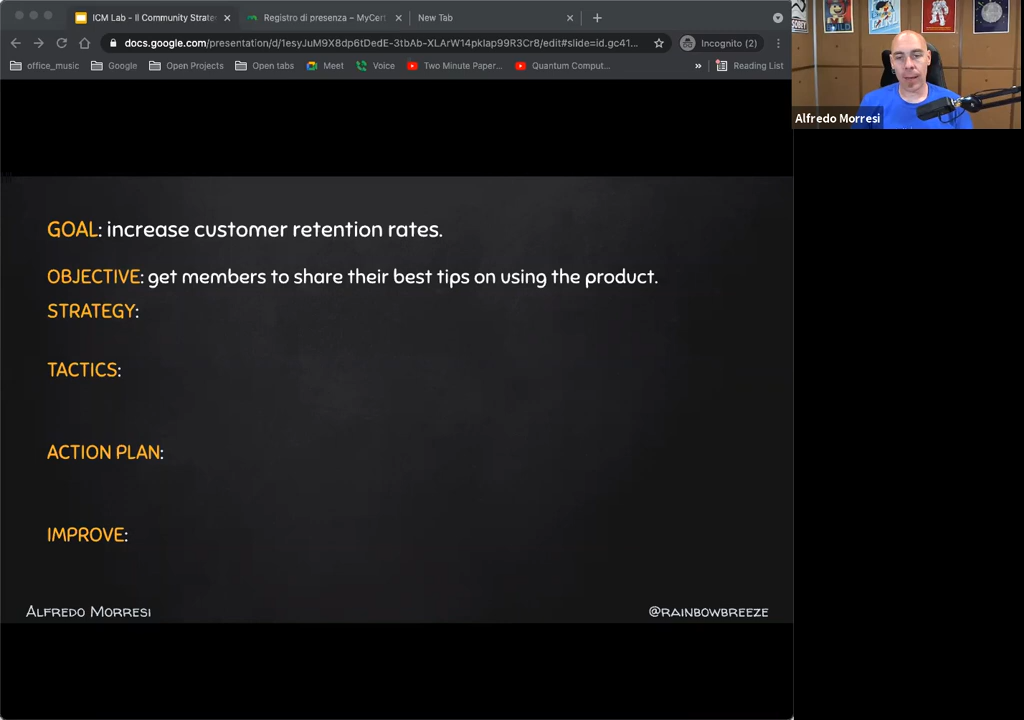 ICM Lab - Il Community Strate
Registro di presenza – MyCert
New Tab
docs.google.com/presentation/d/1esyJuM9X8dp6tDedE-3tbAb-XLArW14pkIap99R3Cr8/edit#slide=id.gc41...
Incognito (2)
office_music
Google
Open Projects
Open tabs
Meet
Voice
Two Minute Paper...
Quantum Comput...
»
Reading List
Alfredo Morresi
GOAL: increase customer retention rates.
OBJECTIVE: get members to share their best tips on using the product.
STRATEGY:
TACTICS:
ACTION PLAN:
IMPROVE:
Alfredo Morresi
@rainbowbreeze